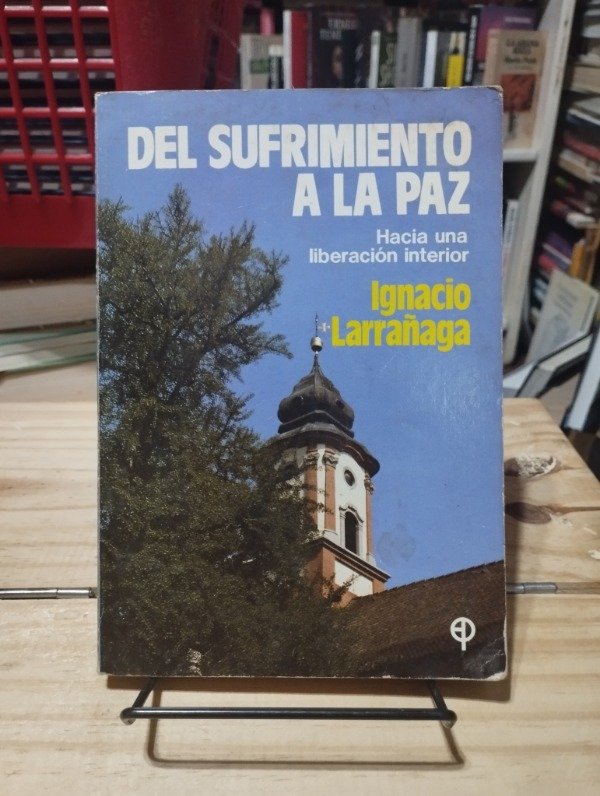 DEL SUFRIMIENTO
A LA PAZ
Hacia una
liberación interior
Ignacio
Larrañaga